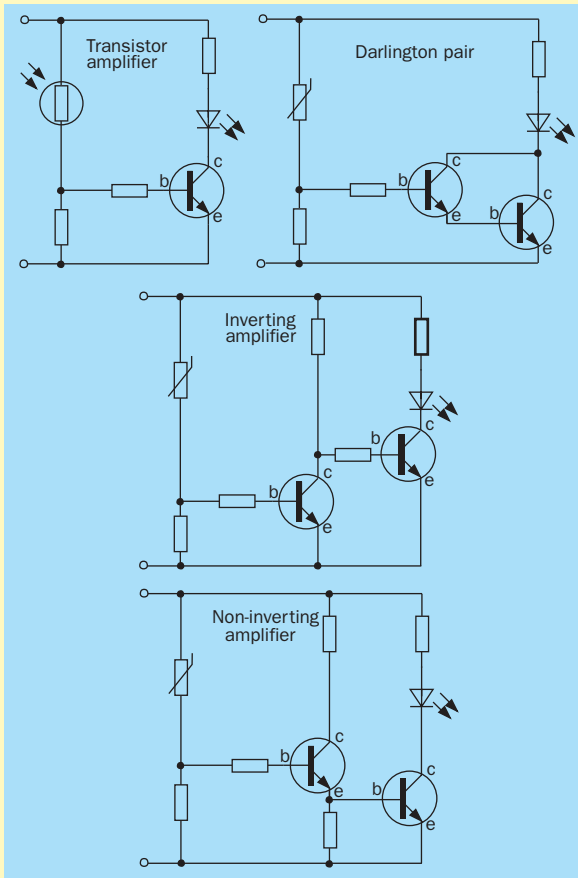 Transistor
amplifier
b
c
e
Darlington pair
b
c
e
b
c
e
Inverting
amplifier
b
c
e
b
c
e
Non-inverting
amplifier
b
c
e
b
c
e